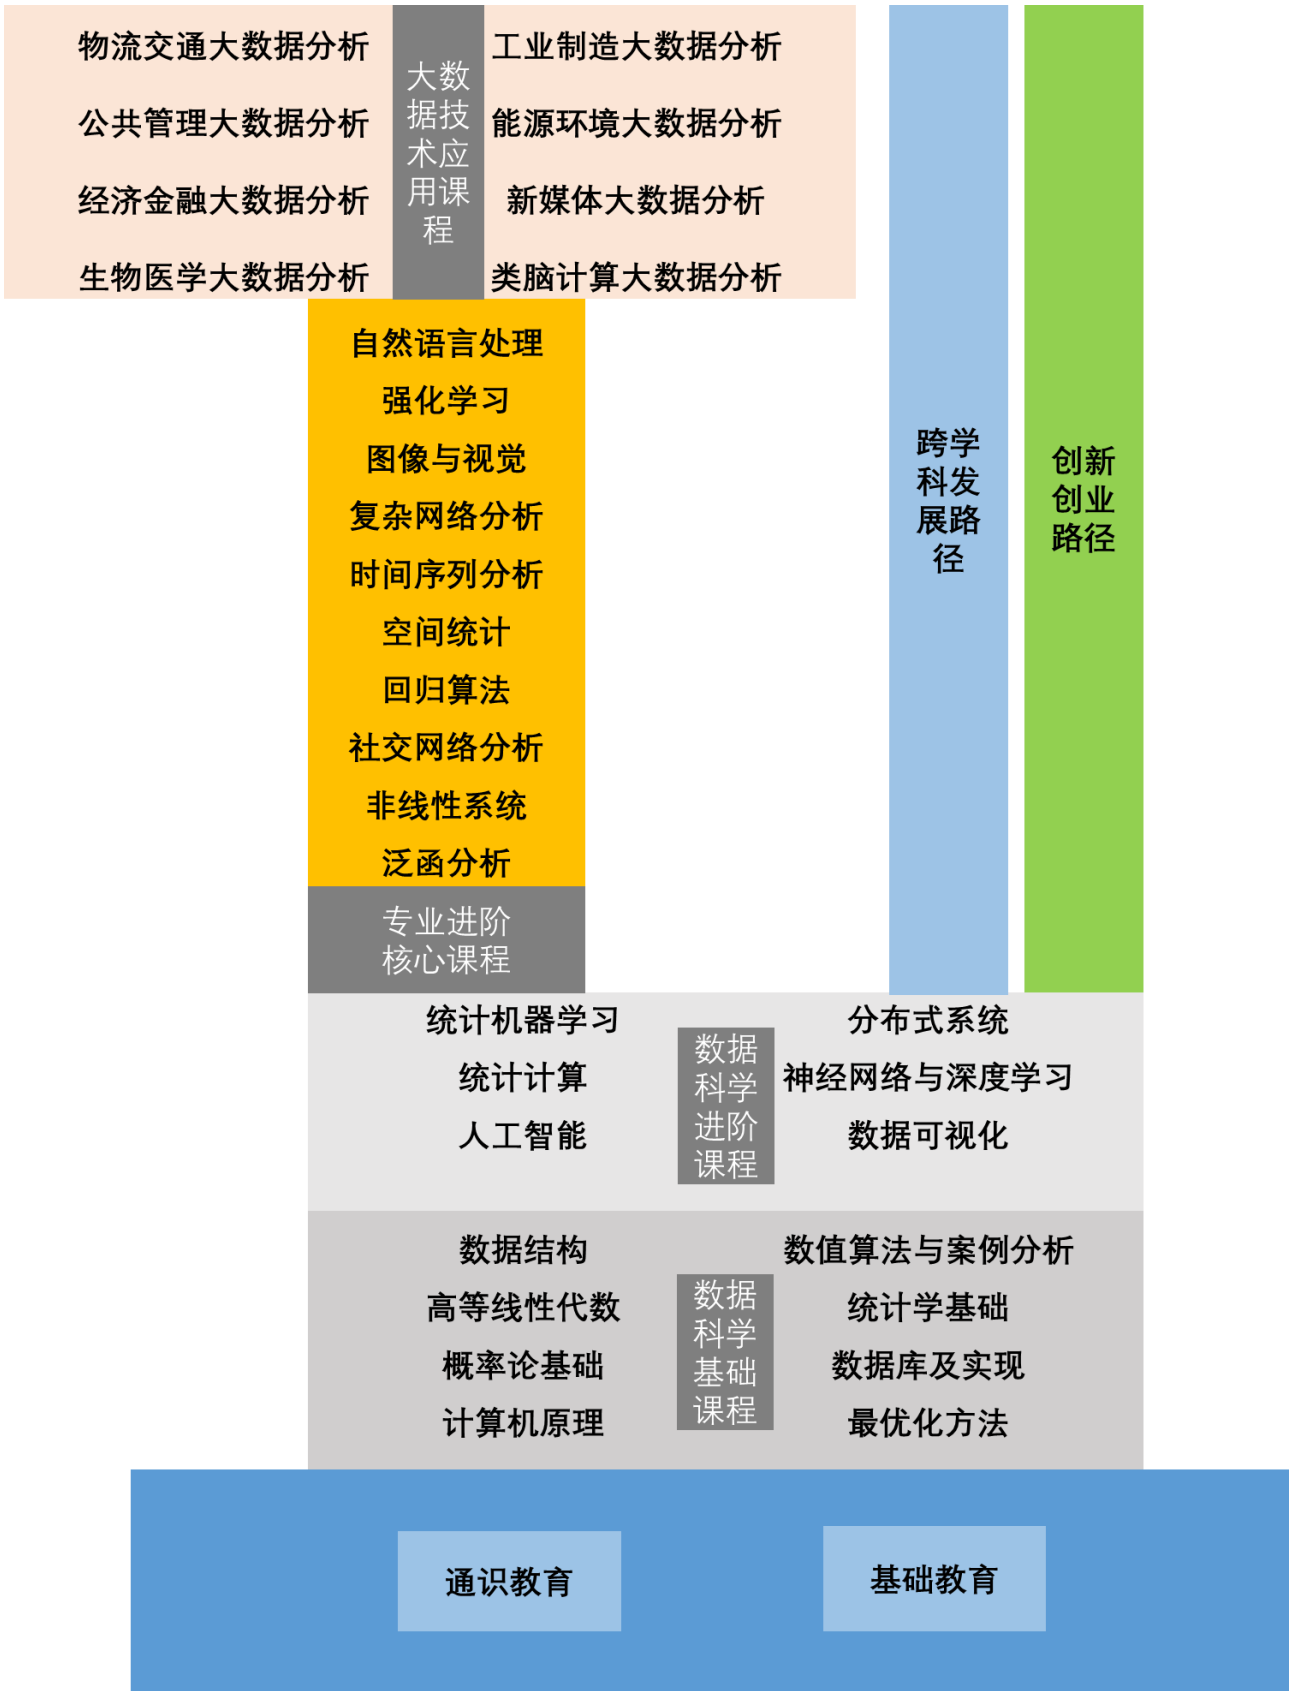 物流交通大数据分析
公共管理大数据分析
经济金融大数据分析
生物医学大数据分析
大数
据技
术应
用课
程
工业制造大数据分析
能源环境大数据分析
新媒体大数据分析
类脑计算大数据分析
自然语言处理
强化学习
图像与视觉
复杂网络分析
时间序列分析
空间统计
回归算法
社交网络分析
非线性系统
泛函分析
专业进阶
核心课程
跨学
科发
展路
径
创新
创业
路径
统计机器学习
统计计算
人工智能
数据
科学
进阶
课程
分布式系统
神经网络与深度学习
数据可视化
数据结构
高等线性代数
概率论基础
计算机原理
数据
科学
基础
课程
数值算法与案例分析
统计学基础
数据库及实现
最优化方法
通识教育
基础教育